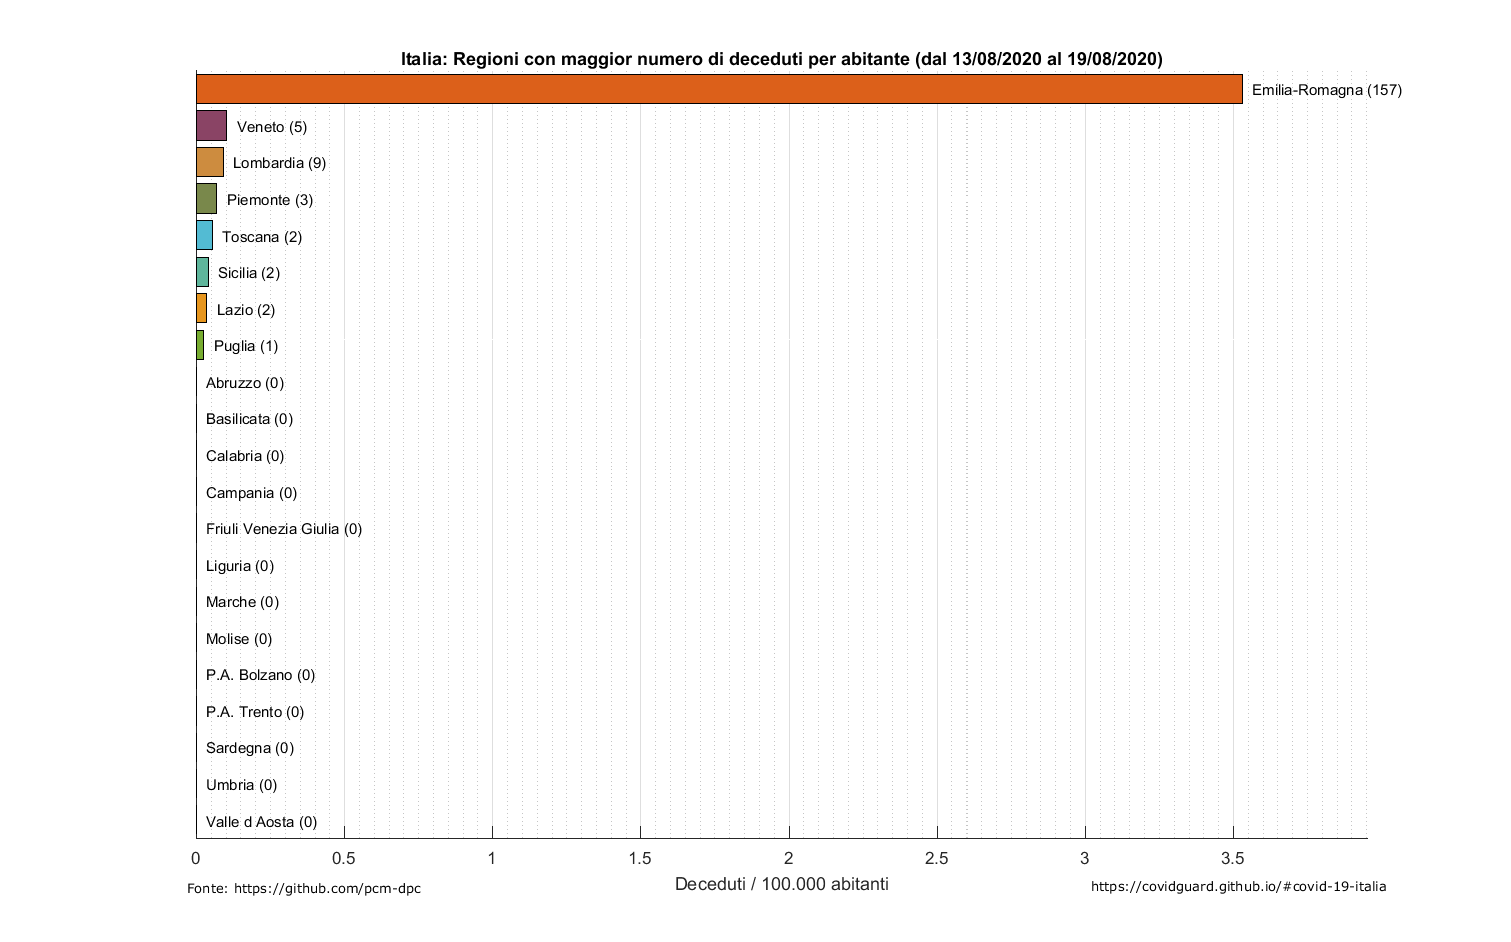 Italia: Regioni con maggior numero di deceduti per abitante (dal 13/08/2020 al 19/08/2020)
Emilia-Romagna (157)
Veneto (5)
Lombardia (9)
Piemonte (3)
Toscana (2)
Sicilia (2)
Lazio (2)
Puglia (1)
Abruzzo (0)
Basilicata (0)
Calabria (0)
Campania (0)
Friuli Venezia Giulia (0)
Liguria (0)
Marche (0)
Molise (0)
P.A. Bolzano (0)
P.A. Trento (0)
Sardegna (0)
Umbria (0)
Valle d Aosta (0)
0 0.5 1 1.5 2 2.5 3 3.5
Deceduti / 100.000 abitanti
Fonte: https://github.com/pcm-dpc
https://covidguard.github.io/#covid-19-italia